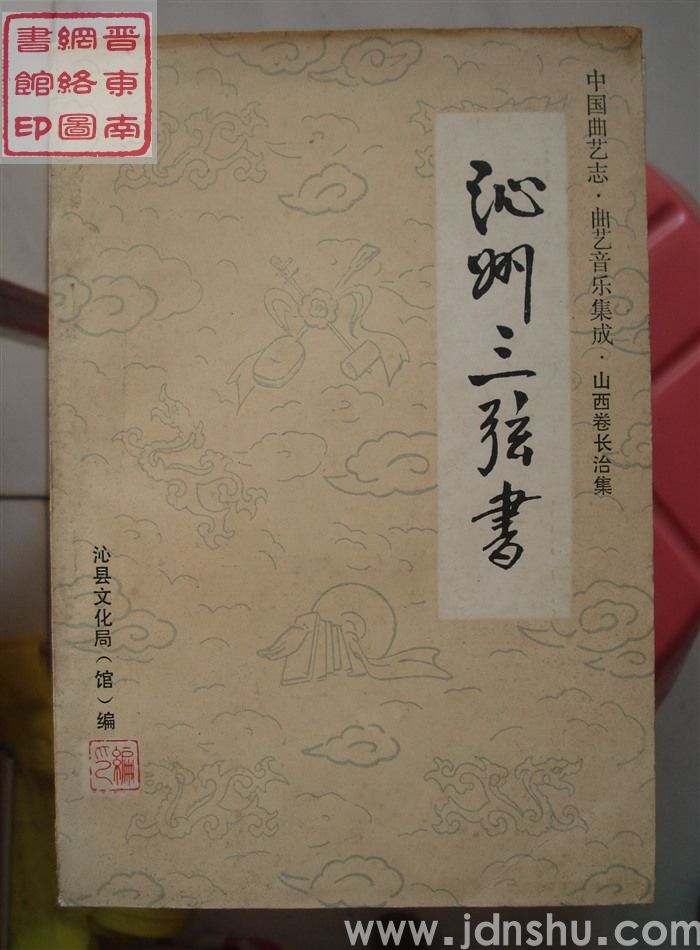 晋東南
網絡圖
書館印
中国曲艺志·曲艺音乐集成·山西卷长治集
沁州三弦書
沁县文化局(馆)编
編印
www.jdnshu.com